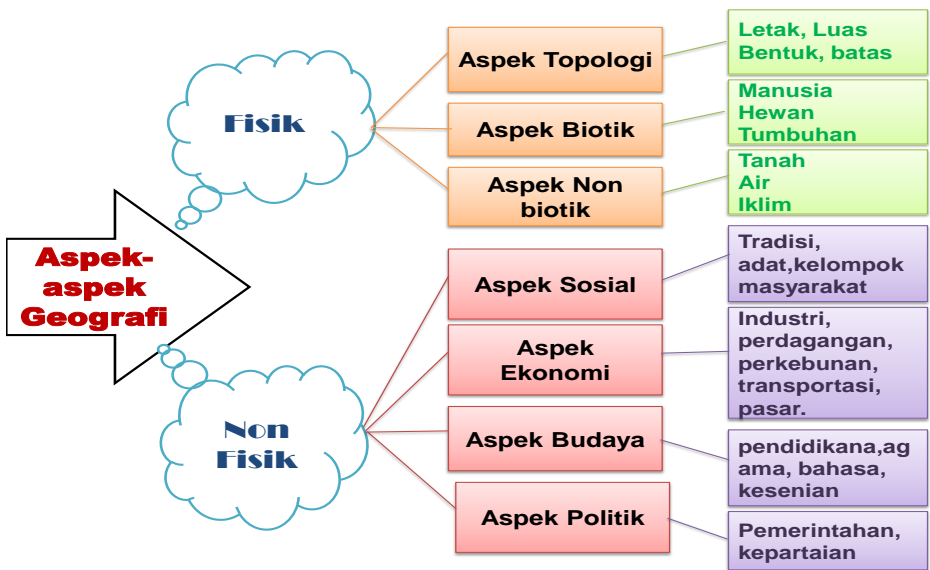 Aspek-
aspek
Geografi
Fisik
Aspek Topologi
Letak, Luas
Bentuk, batas
Aspek Biotik
Manusia
Hewan
Tumbuhan
Aspek Non
biotik
Tanah
Air
Iklim
Non
Fisik
Aspek Sosial
Tradisi,
adat,kelompok
masyarakat
Aspek
Ekonomi
Industri,
perdagangan,
perkebunan,
transportasi,
pasar.
Aspek Budaya
pendidikana,ag
ama, bahasa,
kesenian
Aspek Politik
Pemerintahan,
kepartaian